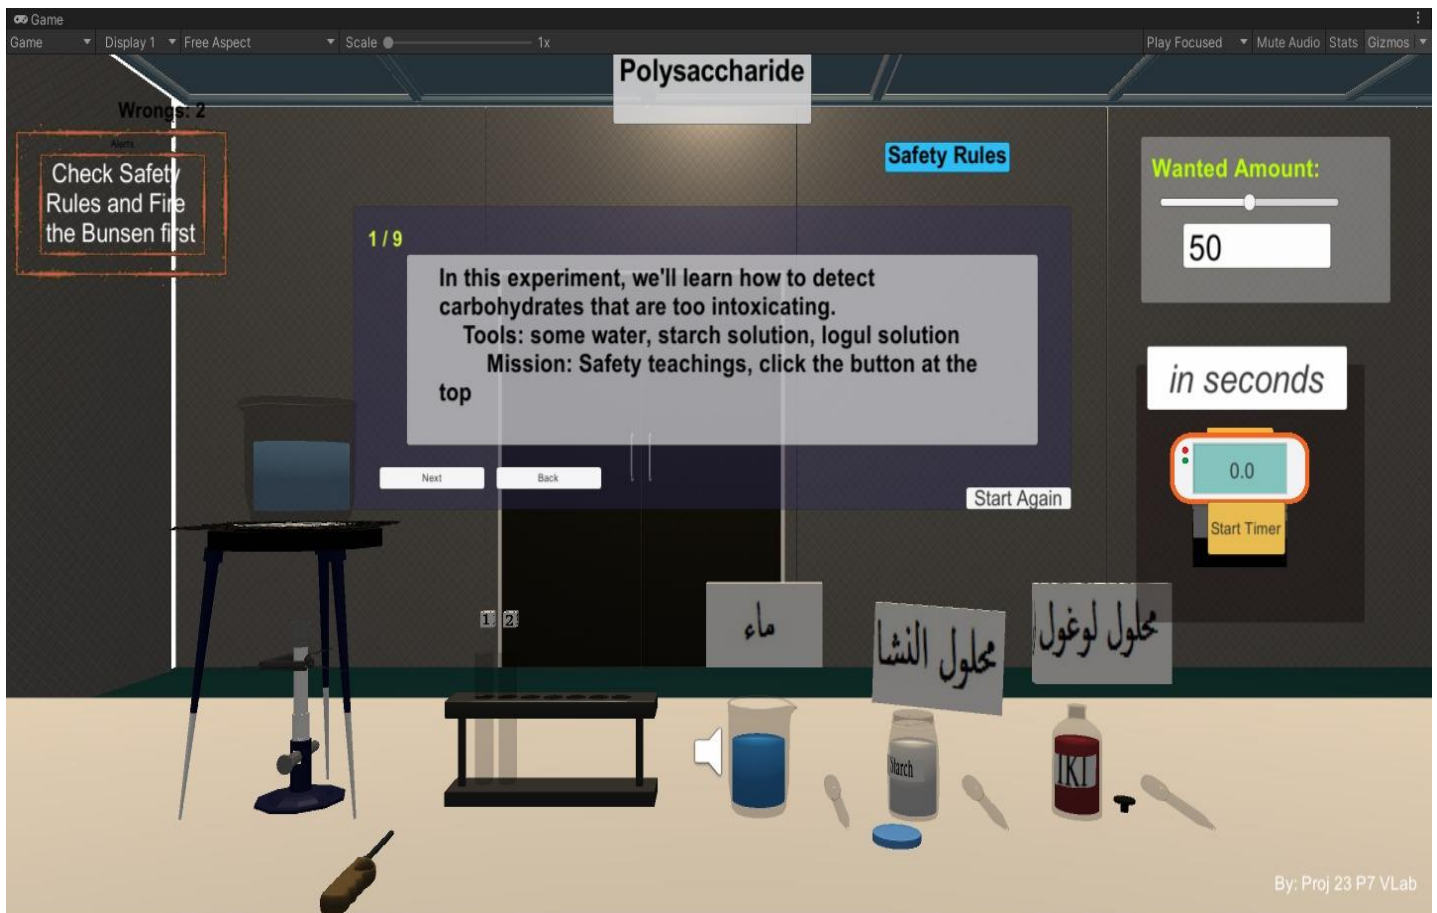 Game
Game Display 1 Free Aspect Scale 1x Play Focused Mute Audio Stats Gizmos
Polysaccharide
Wrongs: 2
Alerts
Check Safety
Rules and Fire
the Bunsen first
Safety Rules
Wanted Amount:
50
1 / 9
In this experiment, we'll learn how to detect
carbohydrates that are too intoxicating.
Tools: some water, starch solution, logul solution
Mission: Safety teachings, click the button at the
top
Next Back
Start Again
in seconds
0.0
Start Timer
1 2
ماء
محلول النشا
محلول لوغول
Starch
IKI
By: Proj 23 P7 VLab